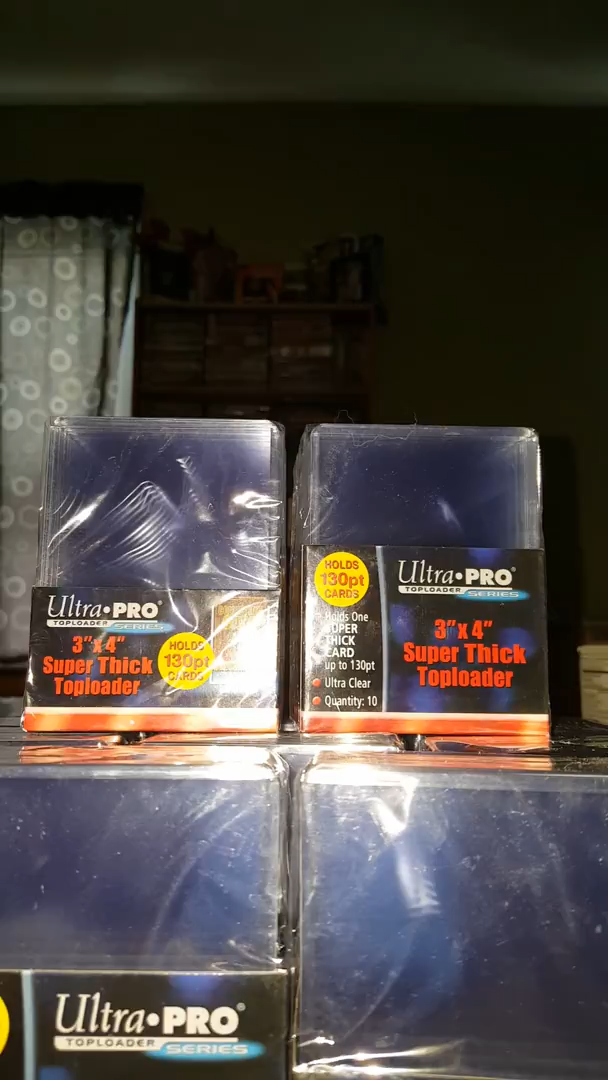 Ultra•PRO®
TOPLOADER SERIES
3"x 4"
Super Thick
Toploader
HOLDS
130pt
CARDS
HOLDS
130pt
CARDS
Holds One
SUPER
THICK
CARD
up to 130pt
Ultra Clear
Quantity: 10
Ultra•PRO®
TOPLOADER SERIES
3"x 4"
Super Thick
Toploader
Ultra•PRO®
TOPLOADER SERIES